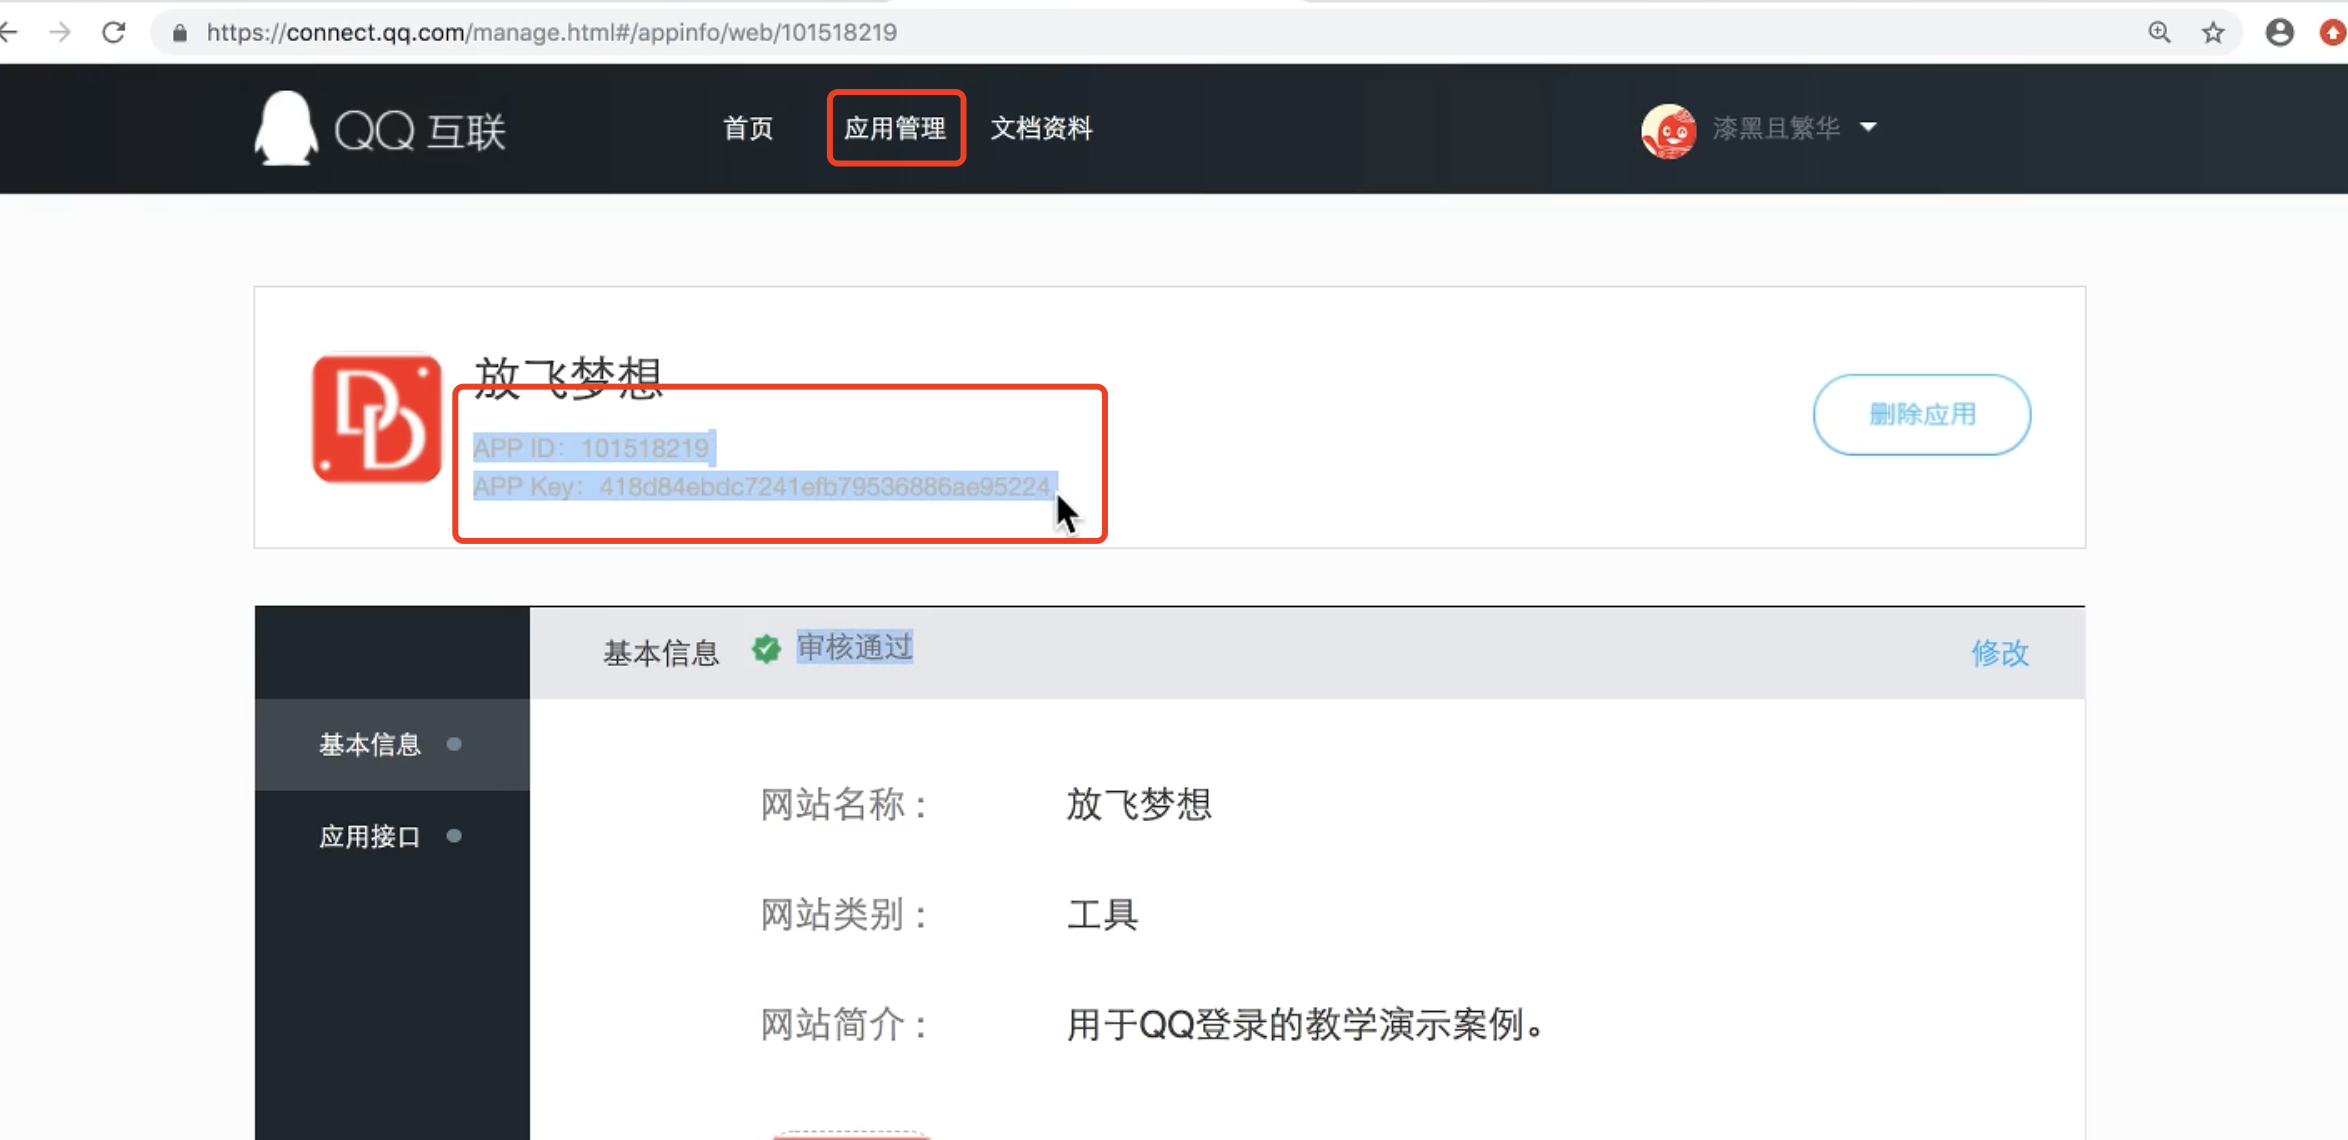 https://connect.qq.com/manage.html#/appinfo/web/101518219
QQ互联
首页 应用管理 文档资料
漆黑且繁华
放飞梦想
APP ID：101518219
APP Key：418d84ebdc7241efb79536886ae95224
删除应用
基本信息 审核通过 修改
基本信息
应用接口
网站名称： 放飞梦想
网站类别： 工具
网站简介： 用于QQ登录的教学演示案例。